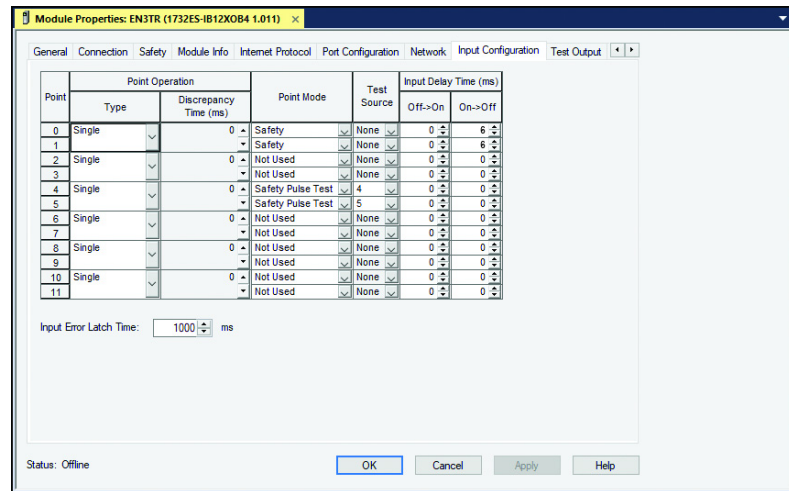 Module Properties: EN3TR (1732ES-IB12XOB4 1.011) ×
General Connection Safety Module Info Internet Protocol Port Configuration Network Input Configuration Test Output
Point Operation Input Delay Time (ms)
Point Type Discrepancy Time (ms) Point Mode Test Source Off->On On->Off
0 Single 0 Safety None 0 6
1 Safety None 0 6
2 Single 0 Not Used None 0 0
3 Not Used None 0 0
4 Single 0 Safety Pulse Test 4 0 0
5 Safety Pulse Test 5 0 0
6 Single 0 Not Used None 0 0
7 Not Used None 0 0
8 Single 0 Not Used None 0 0
9 Not Used None 0 0
10 Single 0 Not Used None 0 0
11 Not Used None 0 0
Input Error Latch Time: 1000 ms
Status: Offline OK Cancel Apply Help